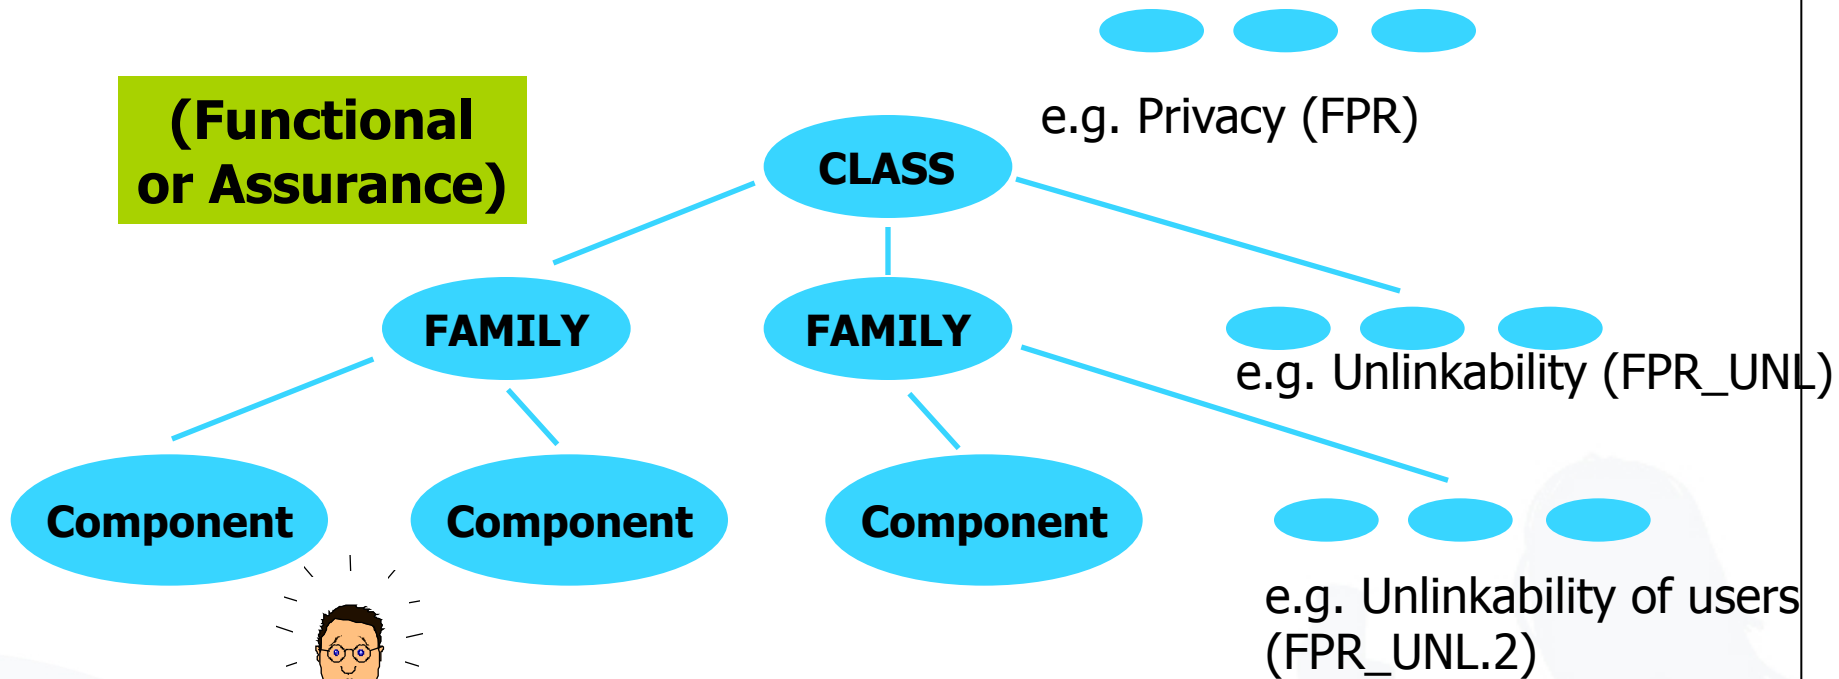 (Functional
or Assurance)
e.g. Privacy (FPR)
CLASS
FAMILY
FAMILY
e.g. Unlinkability (FPR_UNL)
Component
Component
Component
e.g. Unlinkability of users
(FPR_UNL.2)